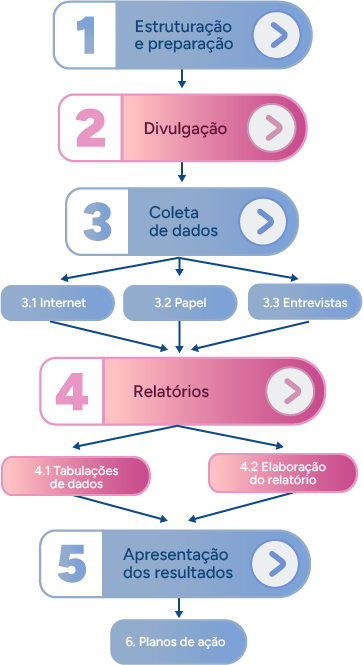 1
Estruturação
e preparação
2
Divulgação
3
Coleta
de dados
3.1 Internet
3.2 Papel
3.3 Entrevistas
4
Relatórios
4.1 Tabulações
de dados
4.2 Elaboração
do relatório
5
Apresentação
dos resultados
6. Planos de ação